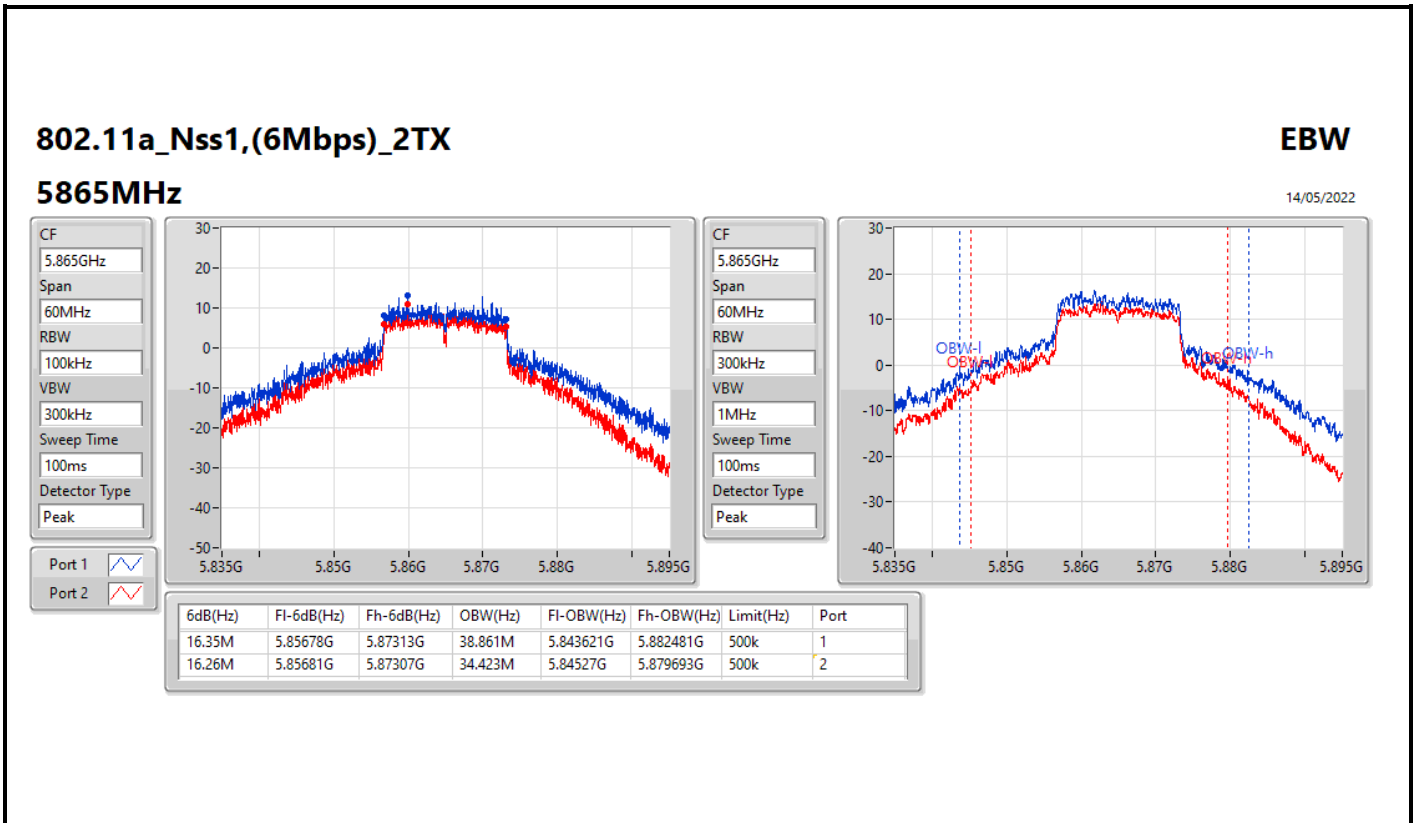 802.11a_Nss1,(6Mbps)_2TX
EBW
5865MHz
14/05/2022
CF
5.865GHz
Span
60MHz
RBW
100kHz
VBW
300kHz
Sweep Time
100ms
Detector Type
Peak
Port 1
Port 2
30
20
10
0
-10
-20
-30
-40
-50
5.835G 5.85G 5.86G 5.87G 5.88G 5.895G
CF
5.865GHz
Span
60MHz
RBW
300kHz
VBW
1MHz
Sweep Time
100ms
Detector Type
Peak
30
20
10
0
-10
-20
-30
-40
OBW-l
OBW-l
OBW-h
OBW-h
5.835G 5.85G 5.86G 5.87G 5.88G 5.895G
6dB(Hz) Fl-6dB(Hz) Fh-6dB(Hz) OBW(Hz) Fl-OBW(Hz) Fh-OBW(Hz) Limit(Hz) Port
16.35M 5.85678G 5.87313G 38.861M 5.843621G 5.882481G 500k 1
16.26M 5.85681G 5.87307G 34.423M 5.84527G 5.879693G 500k 2